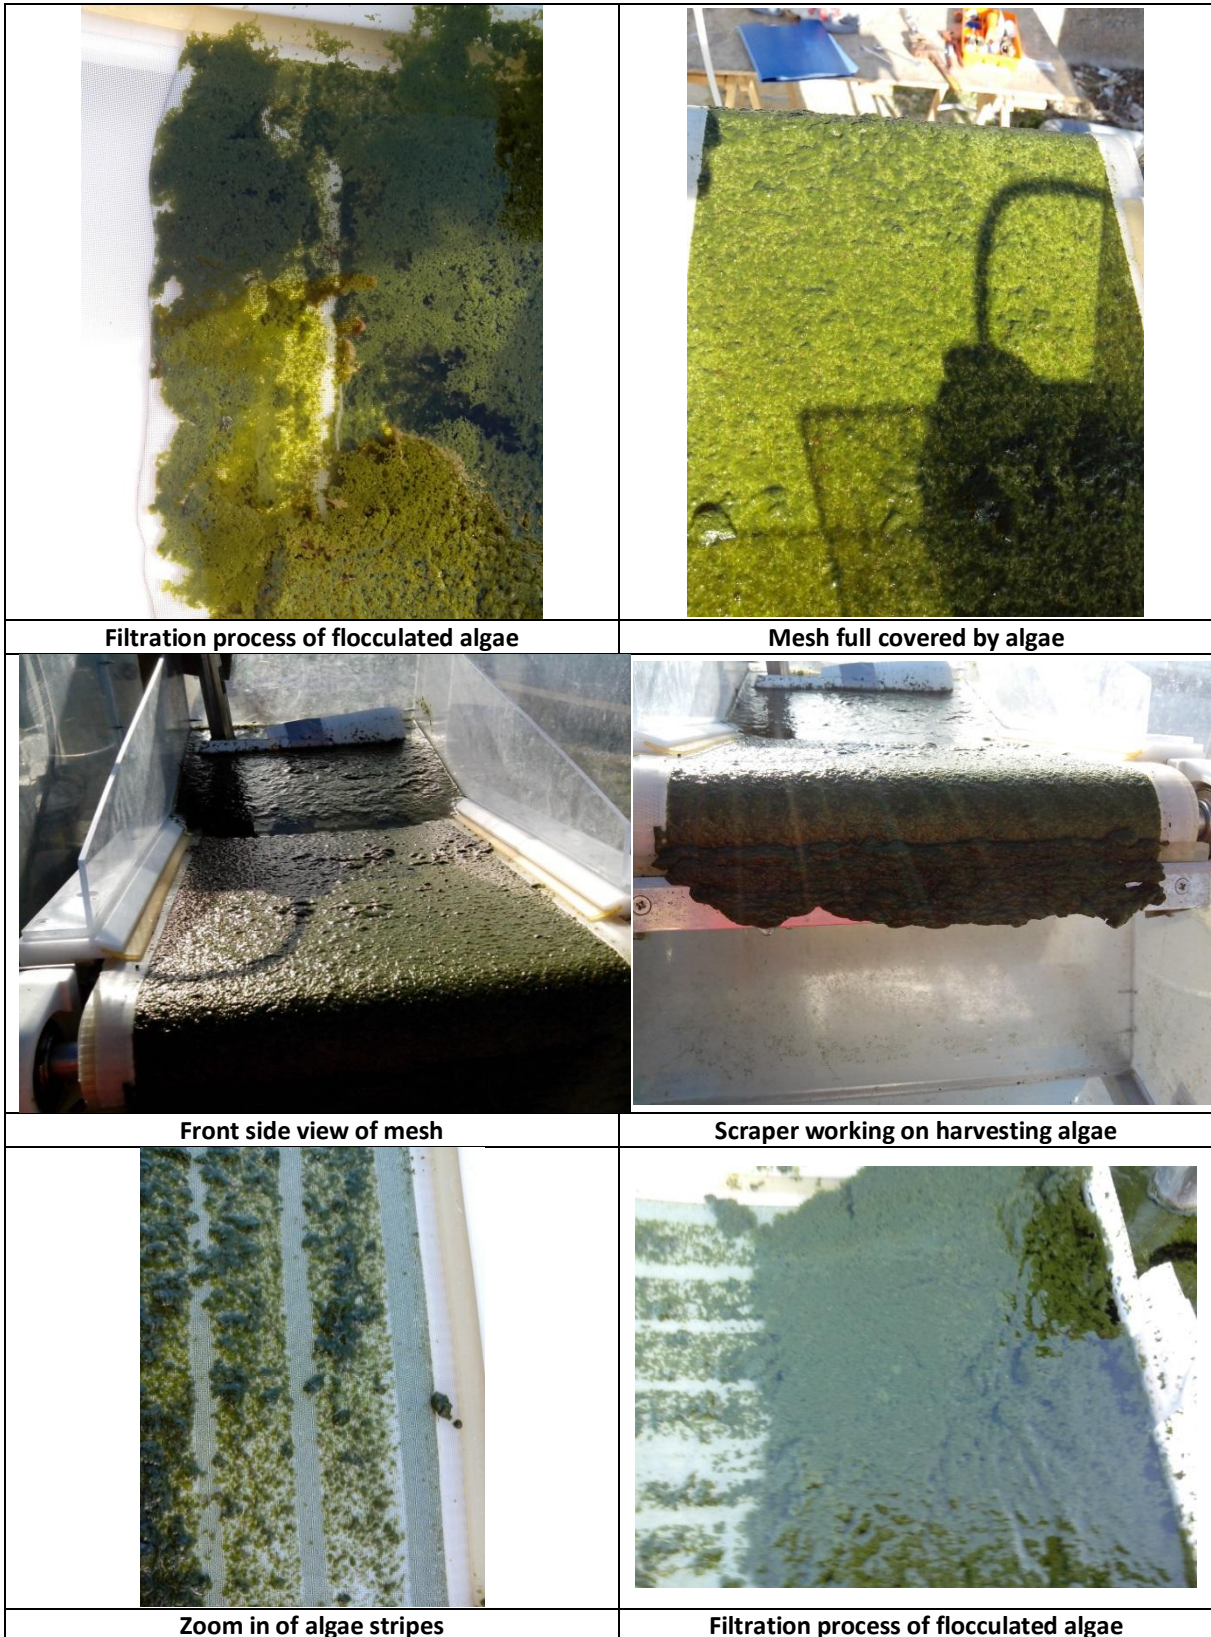 Filtration process of flocculated algae
Mesh full covered by algae
Front side view of mesh
Scraper working on harvesting algae
Zoom in of algae stripes
Filtration process of flocculated algae